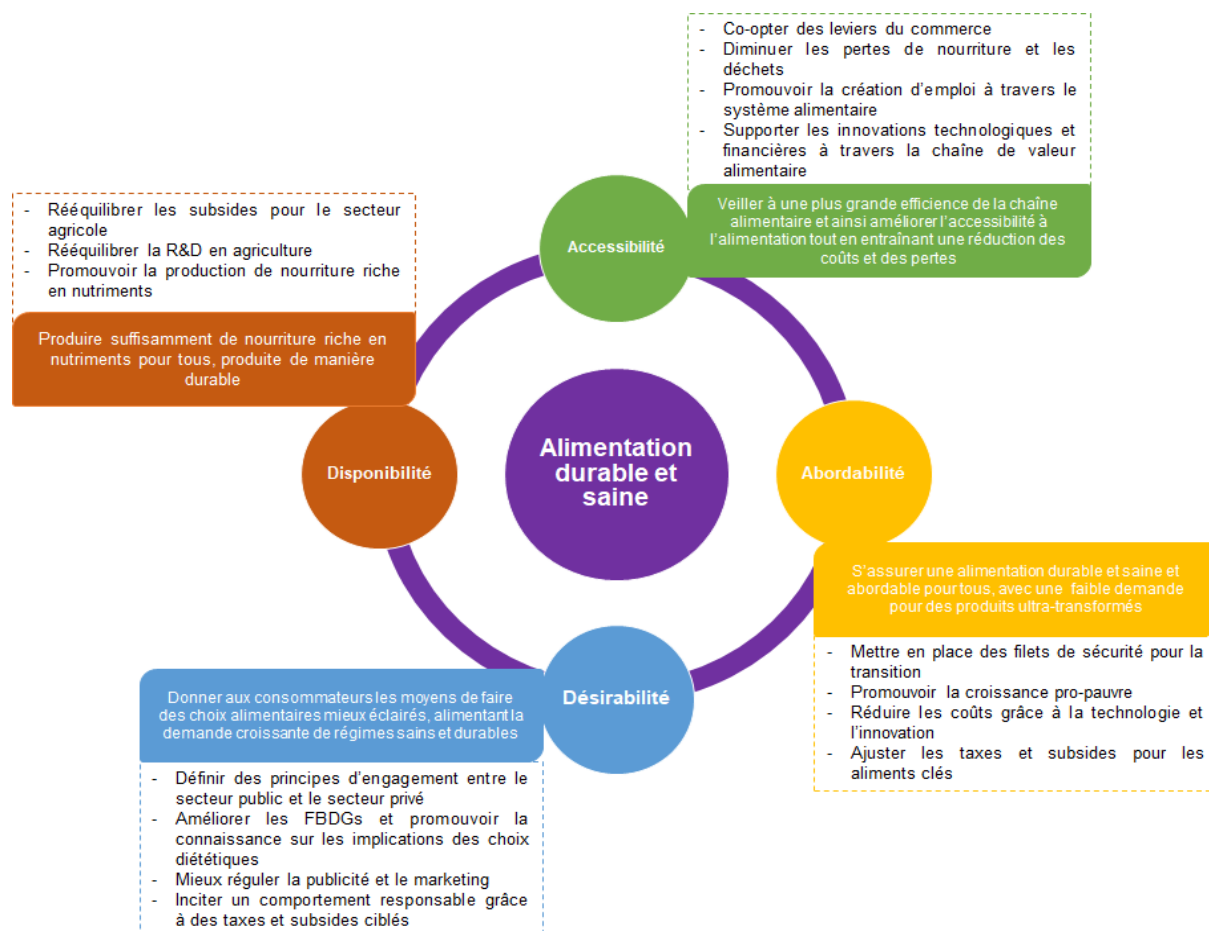 - Co-opter des leviers du commerce
- Diminuer les pertes de nourriture et les
déchets
- Promouvoir la création d'emploi à travers le
système alimentaire
- Supporter les innovations technologiques et
financières à travers la chaîne de valeur
alimentaire
Veiller à une plus grande efficience de la chaîne
alimentaire et ainsi améliorer l'accessibilité à
l'alimentation tout en entraînant une réduction des
coûts et des pertes
Accessibilité
- Rééquilibrer les subsides pour le secteur
agricole
- Rééquilibrer la R&D en agriculture
- Promouvoir la production de nourriture riche
en nutriments
Produire suffisamment de nourriture riche en
nutriments pour tous, produite de manière
durable
Disponibilité
Alimentation
durable et
saine
Abordabilité
S'assurer une alimentation durable et saine et
abordable pour tous, avec une faible demande
pour des produits ultra-transformés
- Mettre en place des filets de sécurité pour la
transition
- Promouvoir la croissance pro-pauvre
- Réduire les coûts grâce à la technologie et
l'innovation
- Ajuster les taxes et subsides pour les
aliments clés
Désirabilité
Donner aux consommateurs les moyens de faire
des choix alimentaires mieux éclairés, alimentant la
demande croissante de régimes sains et durables
- Définir des principes d'engagement entre le
secteur public et le secteur privé
- Améliorer les FBDGs et promouvoir la
connaissance sur les implications des choix
diététiques
- Mieux réguler la publicité et le marketing
- Inciter un comportement responsable grâce
à des taxes et subsides ciblés